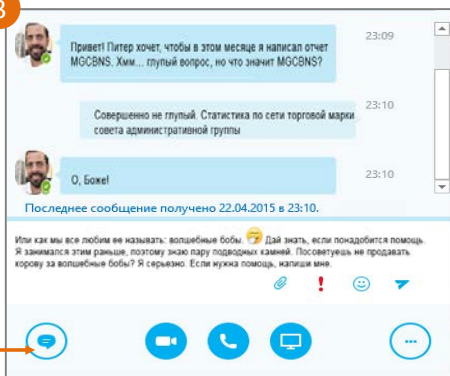 3
23:09
Привет! Питер хочет, чтобы в этом месяце я написал отчет
MGCBNS. Хмм... глупый вопрос, но что значит MGCBNS?
23:10
Совершенно не глупый. Статистика по сети торговой марки
совета административной группы
О, Боже!
23:10
Последнее сообщение получено 22.04.2015 в 23:10.
Или как мы все любим ее называть: волшебные бобы. Дай знать, если понадобится помощь.
Я занимался этим раньше, поэтому знаю пару подводных камней. Посоветуешь не продавать
корову за волшебные бобы? Я серьезно. Если нужна помощь, напиши мне.